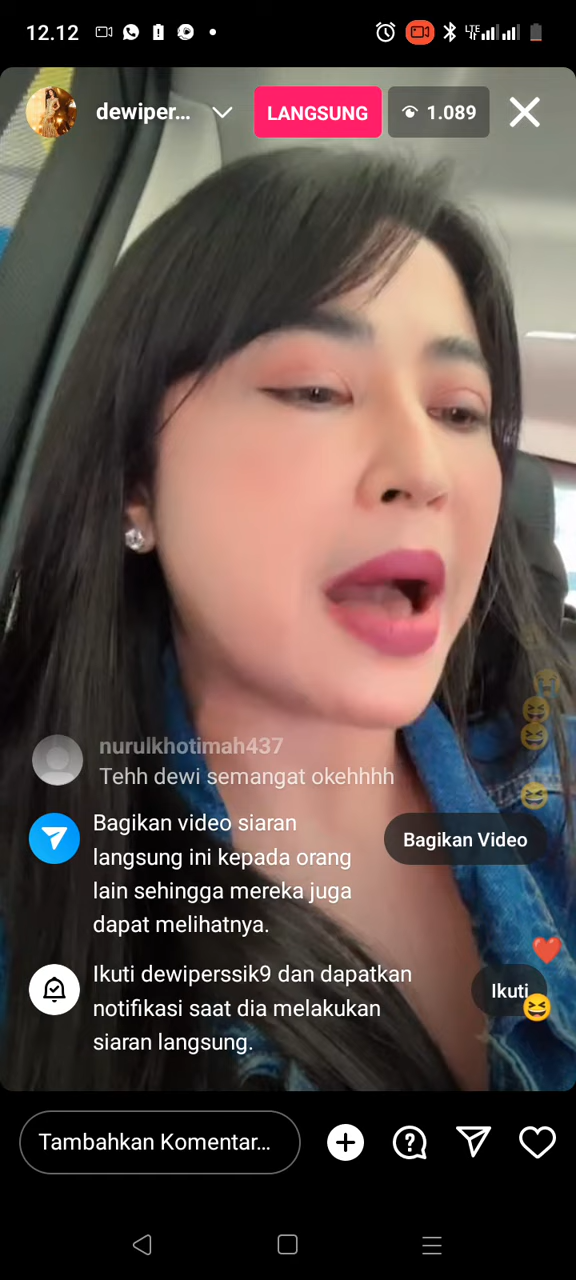 12.12
LTE
dewiper...
LANGSUNG
1.089
nurulkhotimah437
Tehh dewi semangat okehhhh
Bagikan video siaran
langsung ini kepada orang
lain sehingga mereka juga
dapat melihatnya.
Bagikan Video
Ikuti dewiperssik9 dan dapatkan
notifikasi saat dia melakukan
siaran langsung.
Ikuti
Tambahkan Komentar...